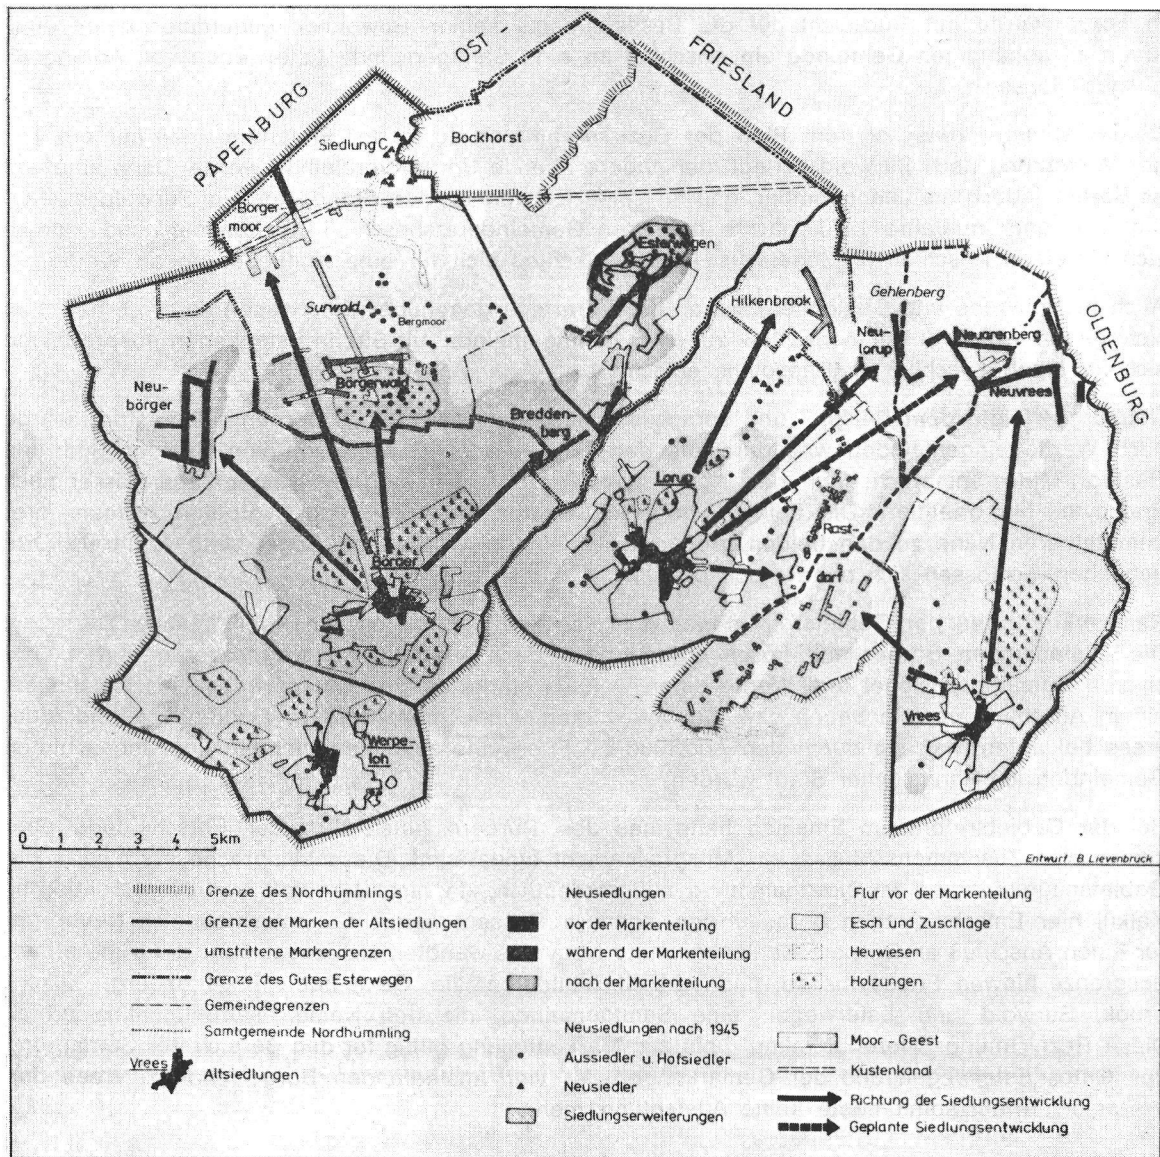 PAPENBURG
OST
FRIESLAND
OLDENBURG
Siedlung C
Bockhorst
Börger
moor
Esterwegen
Surwold
Bergmoor
Hilkenbrook
Gehlenberg
Neu-
lorup
Neuarenberg
Neuvrees
Neu-
börger
Börgerwald
Bredden-
berg
Lorup
Rast-
dorf
Börger
Vrees
Werpe-
loh
0 1 2 3 4 5km
Entwurf B. Lievenbrück
Grenze des Nordhümmlings
Grenze der Marken der Altsiedlungen
umstrittene Markengrenzen
Grenze des Gutes Esterwegen
Gemeindegrenzen
Samtgemeinde Nordhümmling
Vrees
Altsiedlungen
Neusiedlungen
vor der Markenteilung
während der Markenteilung
nach der Markenteilung
Neusiedlungen nach 1945
Aussiedler u. Hofsiedler
Neusiedler
Siedlungserweiterungen
Flur vor der Markenteilung
Esch und Zuschläge
Heuwiesen
Holzungen
Moor - Geest
Küstenkanal
Richtung der Siedlungsentwicklung
Geplante Siedlungsentwicklung